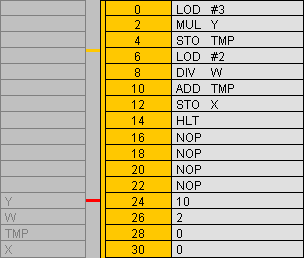 0 LOD #3
2 MUL Y
4 STO TMP
6 LOD #2
8 DIV W
10 ADD TMP
12 STO X
14 HLT
16 NOP
18 NOP
20 NOP
22 NOP
Y 24 10
W 26 2
TMP 28 0
X 30 0